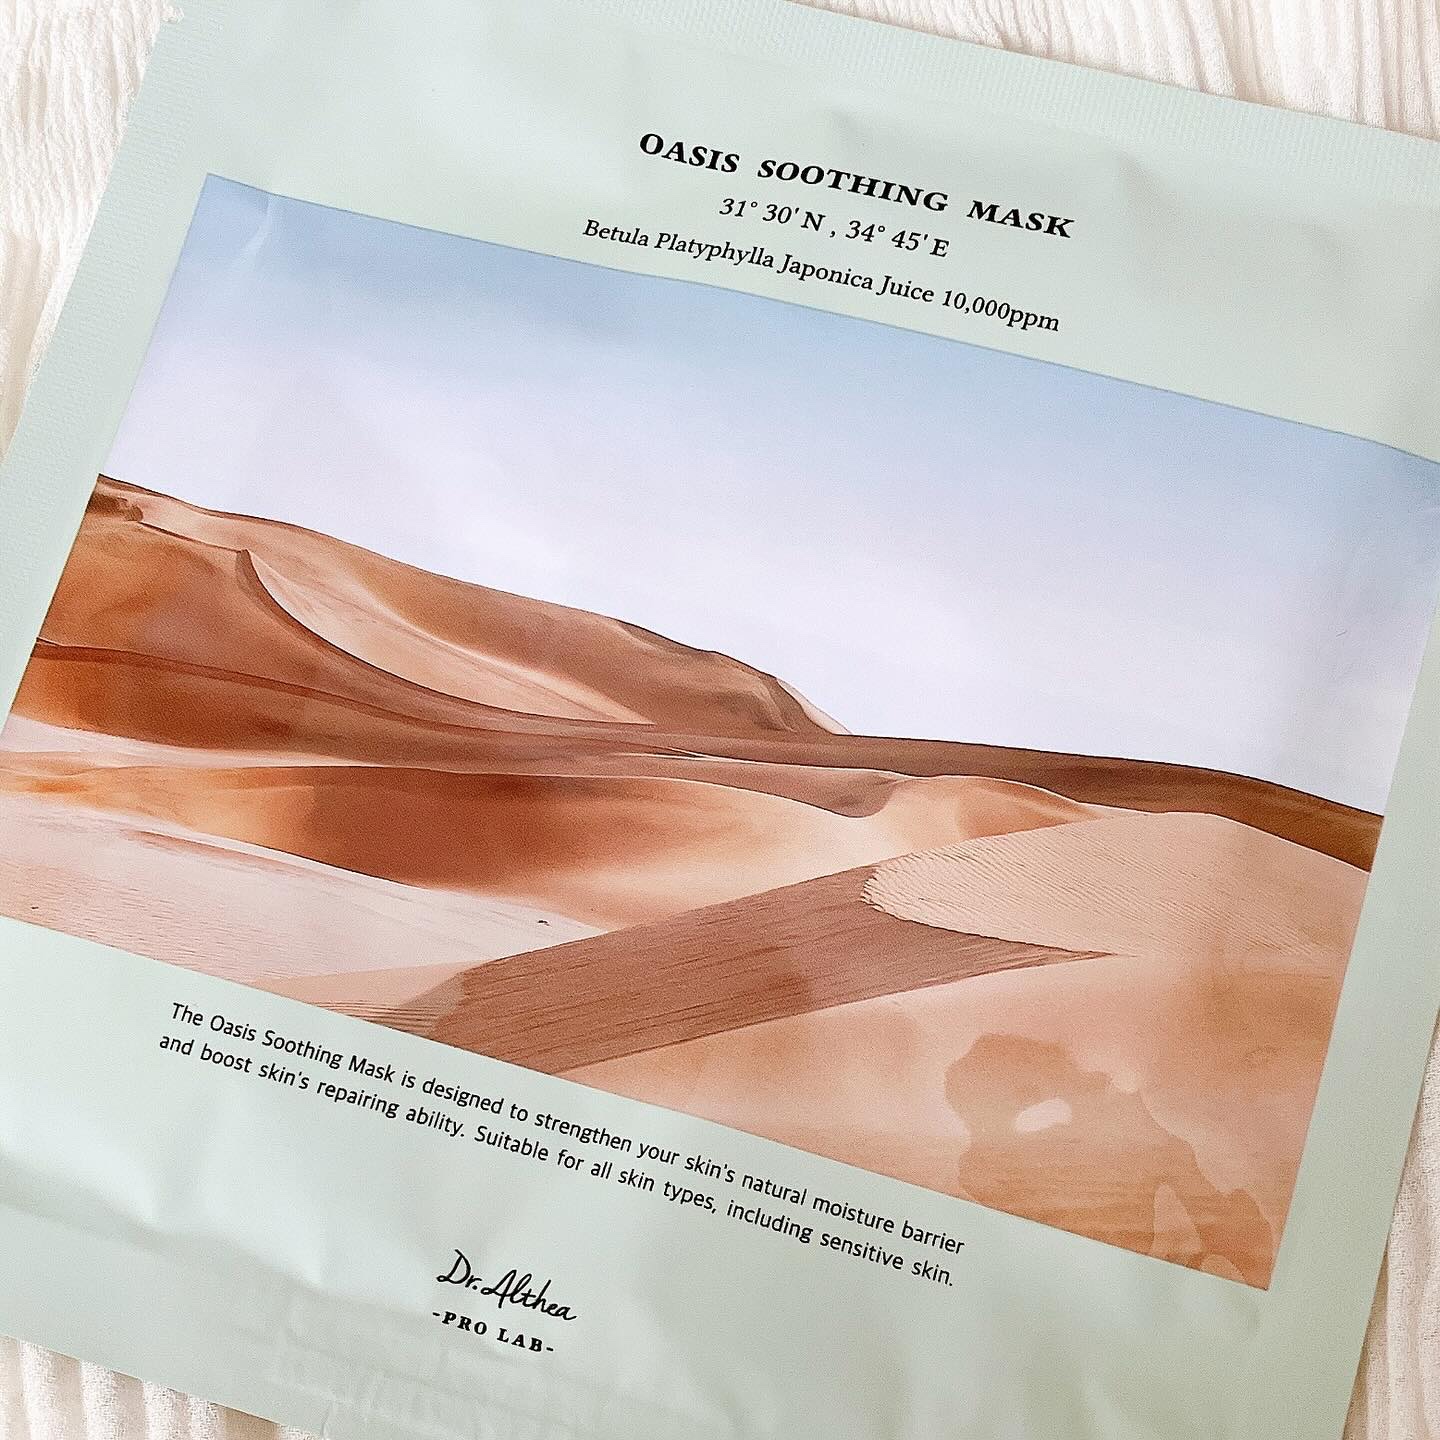 OASIS SOOTHING MASK
31° 30' N , 34° 45' E
Betula Platyphylla Japonica Juice 10,000ppm
The Oasis Soothing Mask is designed to strengthen your skin's natural moisture barrier
and boost skin's repairing ability. Suitable for all skin types, including sensitive skin.
Dr. Althea
-PRO LAB-